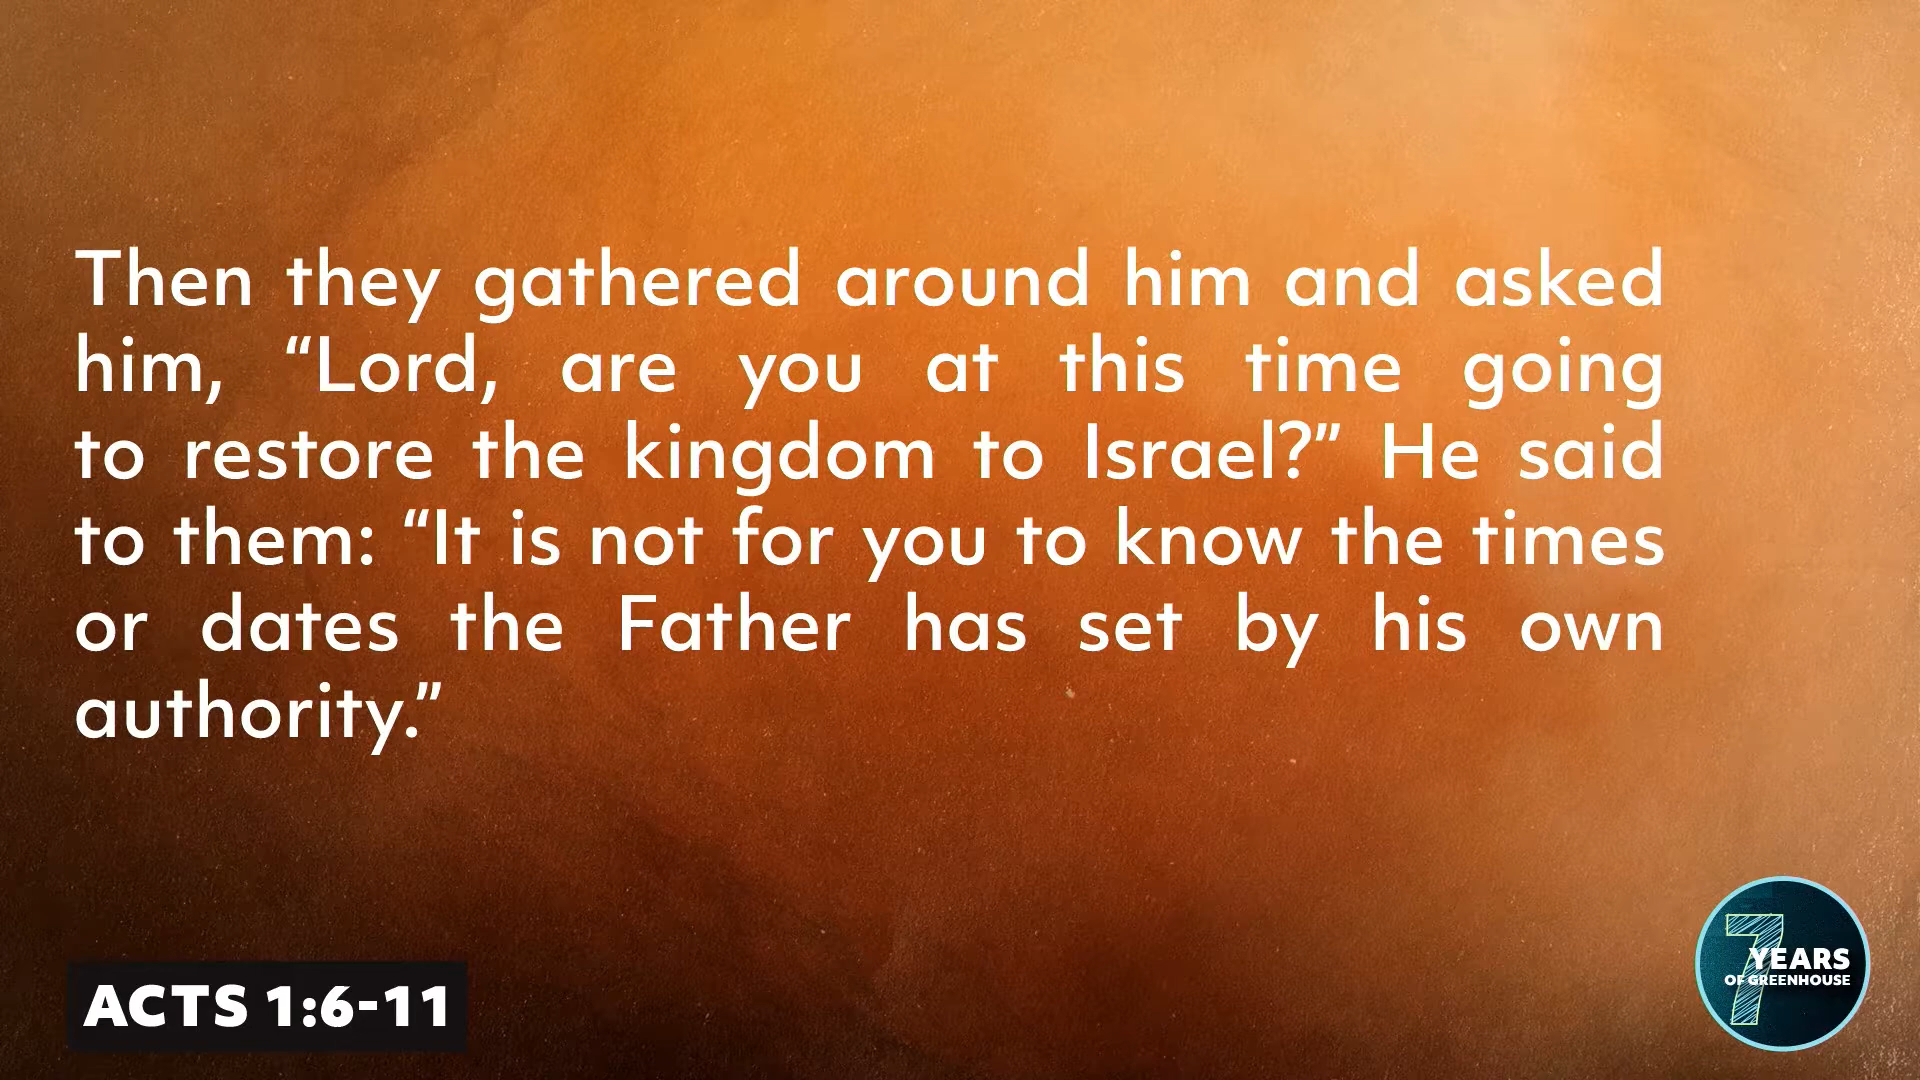 Then they gathered around him and asked
him, “Lord, are you at this time going
to restore the kingdom to Israel?” He said
to them: “It is not for you to know the times
or dates the Father has set by his own
authority.”
ACTS 1:6-11
7
YEARS
OF GREENHOUSE